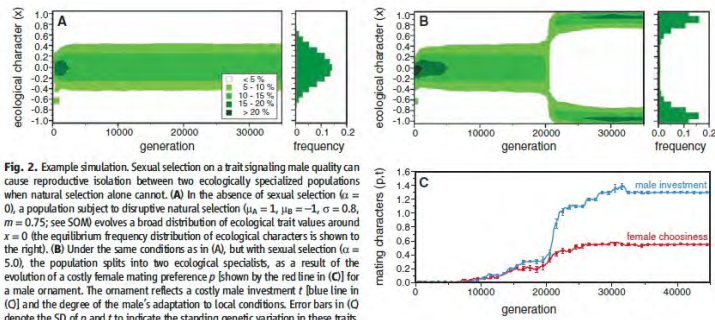 A
ecological character (x)
1.0
0.8
0.6
0.4
0.2
0.0
-0.2
-0.4
-0.6
-0.8
-1.0
< 5 %
5 - 10 %
10 - 15 %
15 - 20 %
> 20 %
0 10000 20000 30000
generation
0 0.1 0.2
frequency
B
ecological character (x)
1.0
0.8
0.6
0.4
0.2
0.0
-0.2
-0.4
-0.6
-0.8
-1.0
0 10000 20000 30000
generation
0 0.1 0.2
frequency
Fig. 2. Example simulation. Sexual selection on a trait signaling male quality can
cause reproductive isolation between two ecologically specialized populations
when natural selection alone cannot. (A) In the absence of sexual selection (α =
0), a population subject to disruptive natural selection (μA = 1, μB = −1, σ = 0.8,
m = 0.75; see SOM) evolves a broad distribution of ecological trait values around
x = 0 (the equilibrium frequency distribution of ecological characters is shown to
the right). (B) Under the same conditions as in (A), but with sexual selection (α =
5.0), the population splits into two ecological specialists, as a result of the
evolution of a costly female mating preference p [shown by the red line in (C)] for
a male ornament. The ornament reflects a costly male investment t [blue line in
(C)] and the degree of the male's adaptation to local conditions. Error bars in (C)
denote the SD of p and t to indicate the standing genetic variation in these traits.
C
mating characters (p,t)
1.6
1.4
1.2
1.0
0.8
0.6
0.4
0.2
0.0
male investment
female choosiness
0 10000 20000 30000
generation